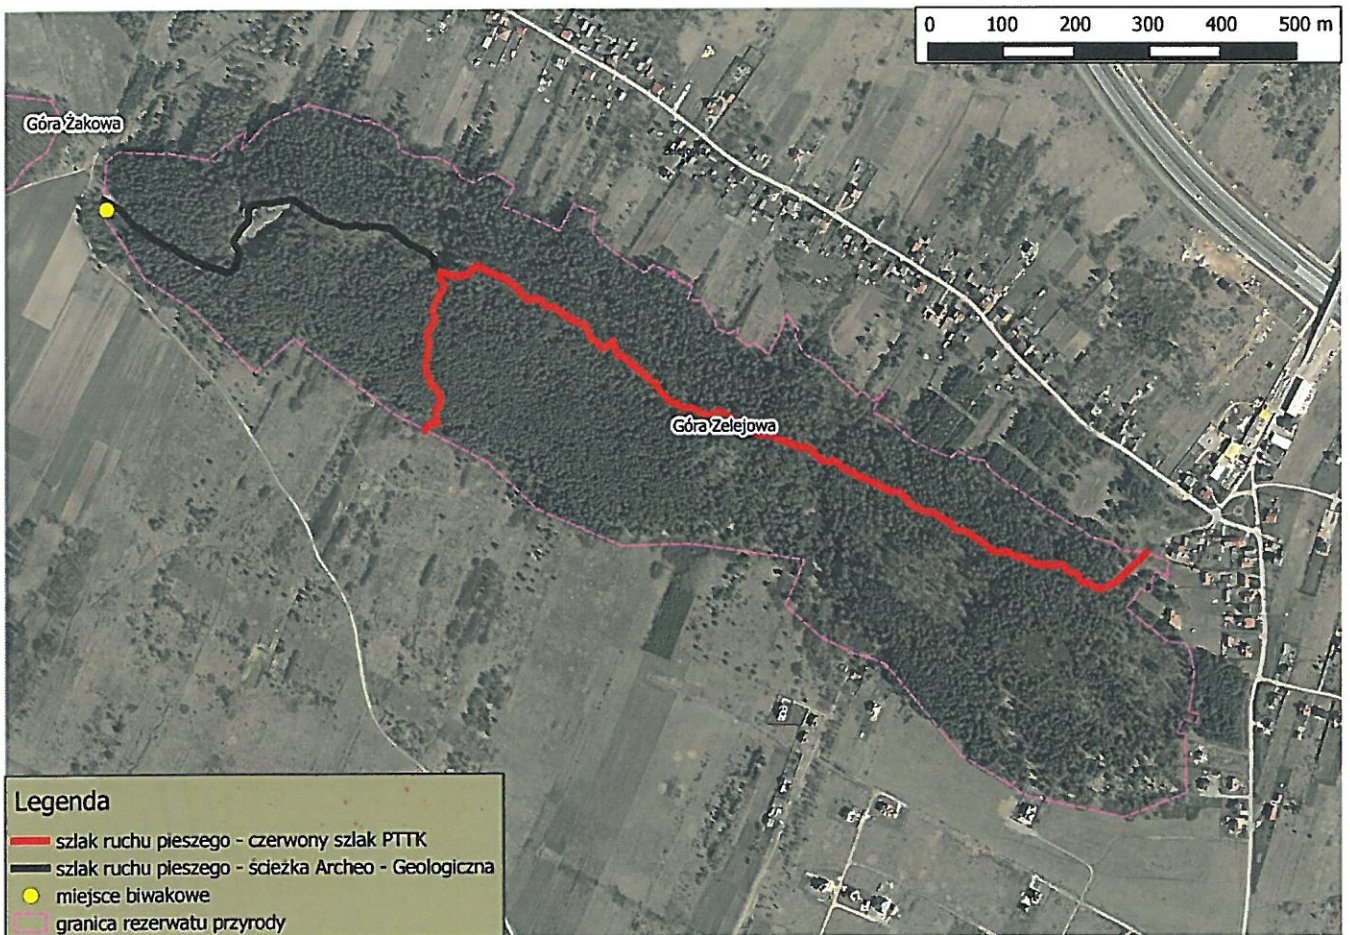 0 100 200 300 400 500 m
Góra Żakowa
Góra Zelejowa
Legenda
szlak ruchu pieszego - czerwony szlak PTTK
szlak ruchu pieszego - ścieżka Archeo - Geologiczna
miejsce biwakowe
granica rezerwatu przyrody